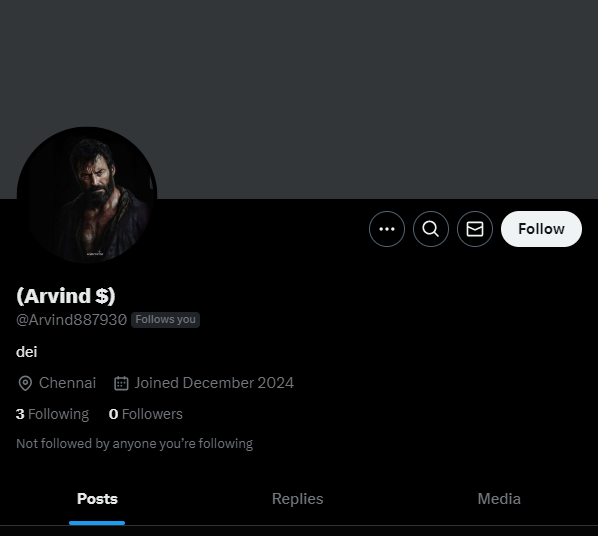 Follow
(Arvind $)
@Arvind887930 Follows you
dei
Chennai Joined December 2024
3 Following 0 Followers
Not followed by anyone you're following
Posts Replies Media